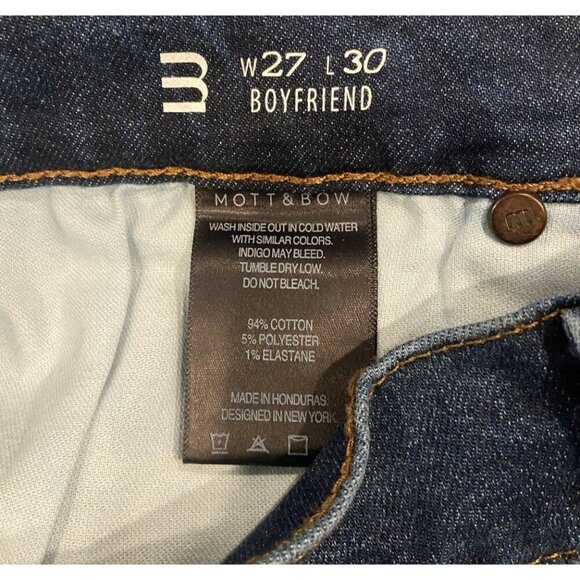 W27 L30
BOYFRIEND
MOTT & BOW
WASH INSIDE OUT IN COLD WATER
WITH SIMILAR COLORS.
INDIGO MAY BLEED.
TUMBLE DRY LOW.
DO NOT BLEACH.
94% COTTON
5% POLYESTER
1% ELASTANE
MADE IN HONDURAS.
DESIGNED IN NEW YORK.
m